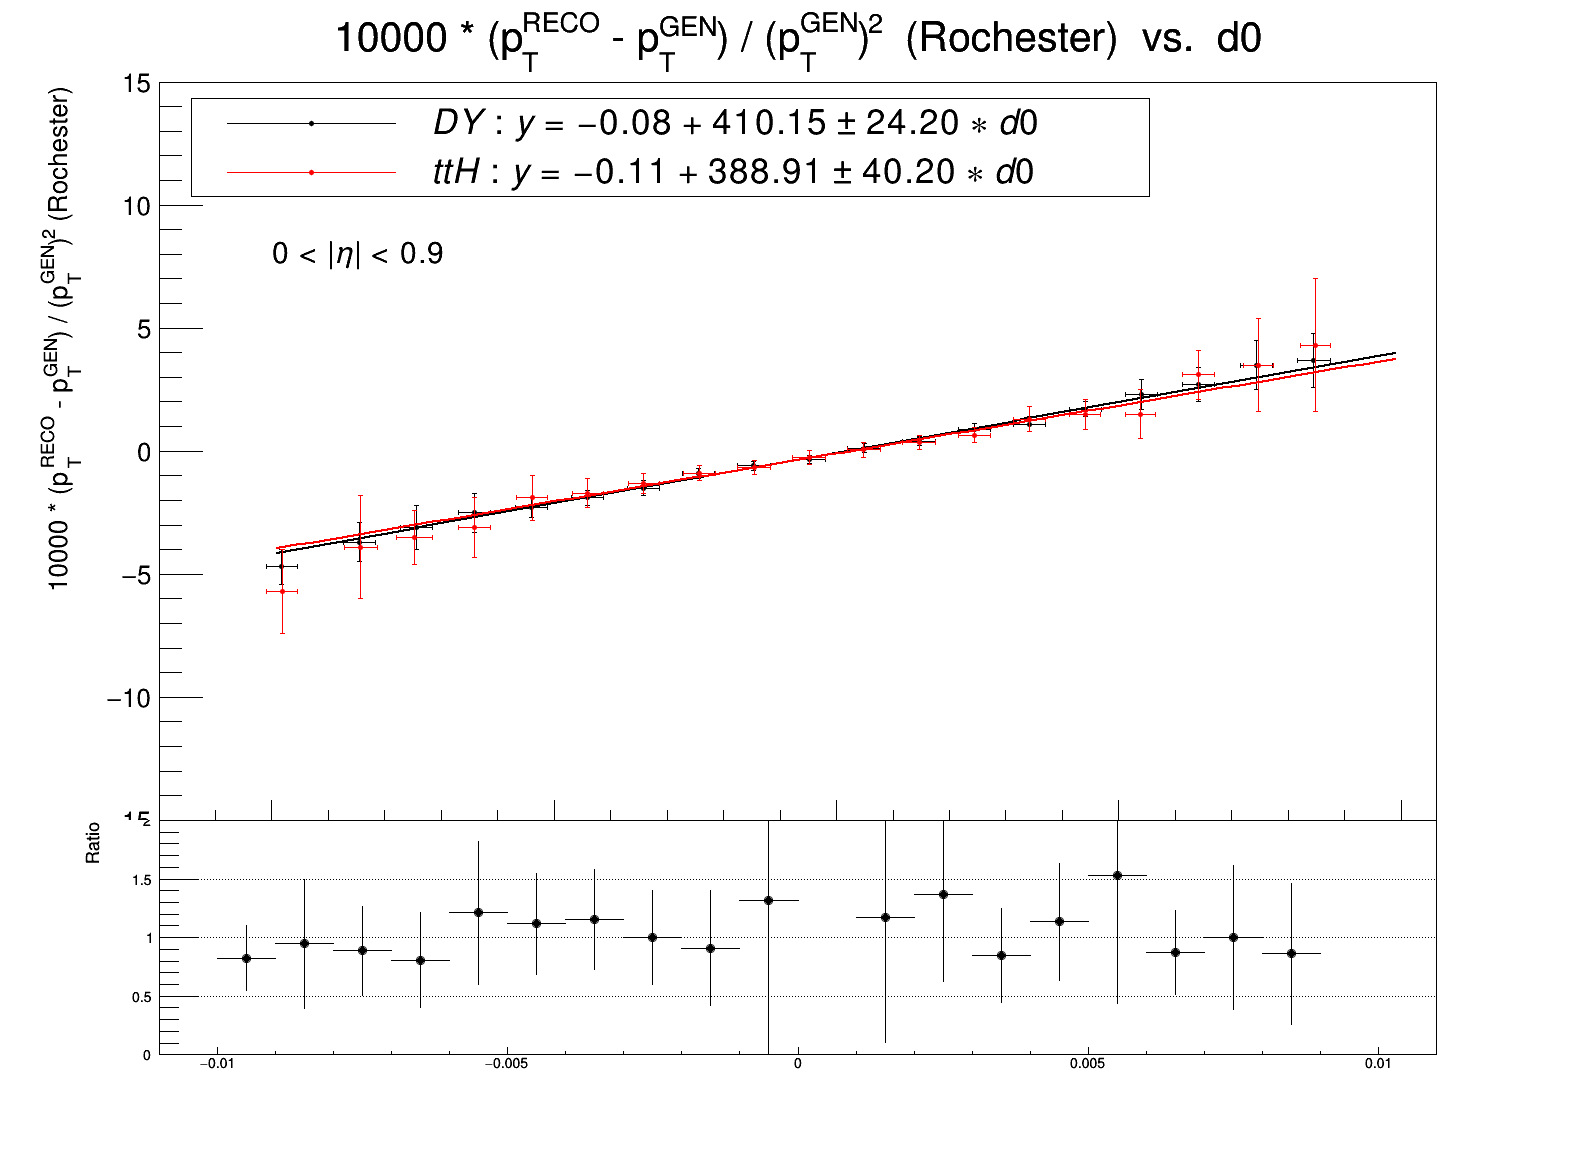 10000 * (p_T^RECO - p_T^GEN) / (p_T^GEN)^2 (Rochester) vs. d0
10000 * (p_T^RECO - p_T^GEN) / (p_T^GEN)^2 (Rochester)
DY : y = −0.08 + 410.15 ± 24.20 ∗ d0
ttH : y = −0.11 + 388.91 ± 40.20 ∗ d0
0 < |η| < 0.9
15
10
5
0
−5
−10
Ratio
2
1.5
1
0.5
0
−0.01 −0.005 0 0.005 0.01